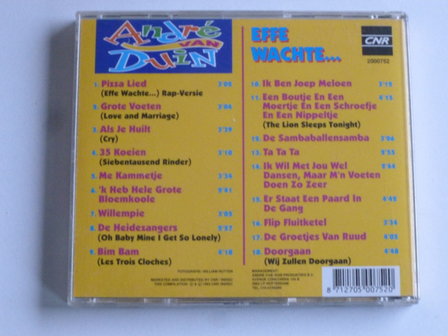 André
van
Duin
EFFE
WACHTE...
CNR
2000752
1. Pizza Lied
(Effe Wachte...) Rap-Versie
2. Grote Voeten
(Love and Marriage)
3. Als Je Huilt
(Cry)
4. 35 Koeien
(Siebentausend Rinder)
5. Me Kammetje
6. 'k Heb Hele Grote
Bloemkoole
7. Willempie
8. De Heidezangers
(Oh Baby Mine I Get So Lonely)
9. Bim Bam
(Les Trois Cloches)
10. Ik Ben Joep Meloen
11. Een Boutje En Een
Moertje En Een Schroefje
En Een Nippeltje
(The Lion Sleeps Tonight)
12. De Sambaballensamba
13. Ta Ta Ta
14. Ik Wil Met Jou Wel
Dansen, Maar M'n Voeten
Doen Zo Zeer
15. Er Staat Een Paard In
De Gang
16. Flip Fluitketel
17. De Groetjes Van Ruud
18. Doorgaan
(Wij Zullen Doorgaan)
MANAGEMENT:
8 712705 007520